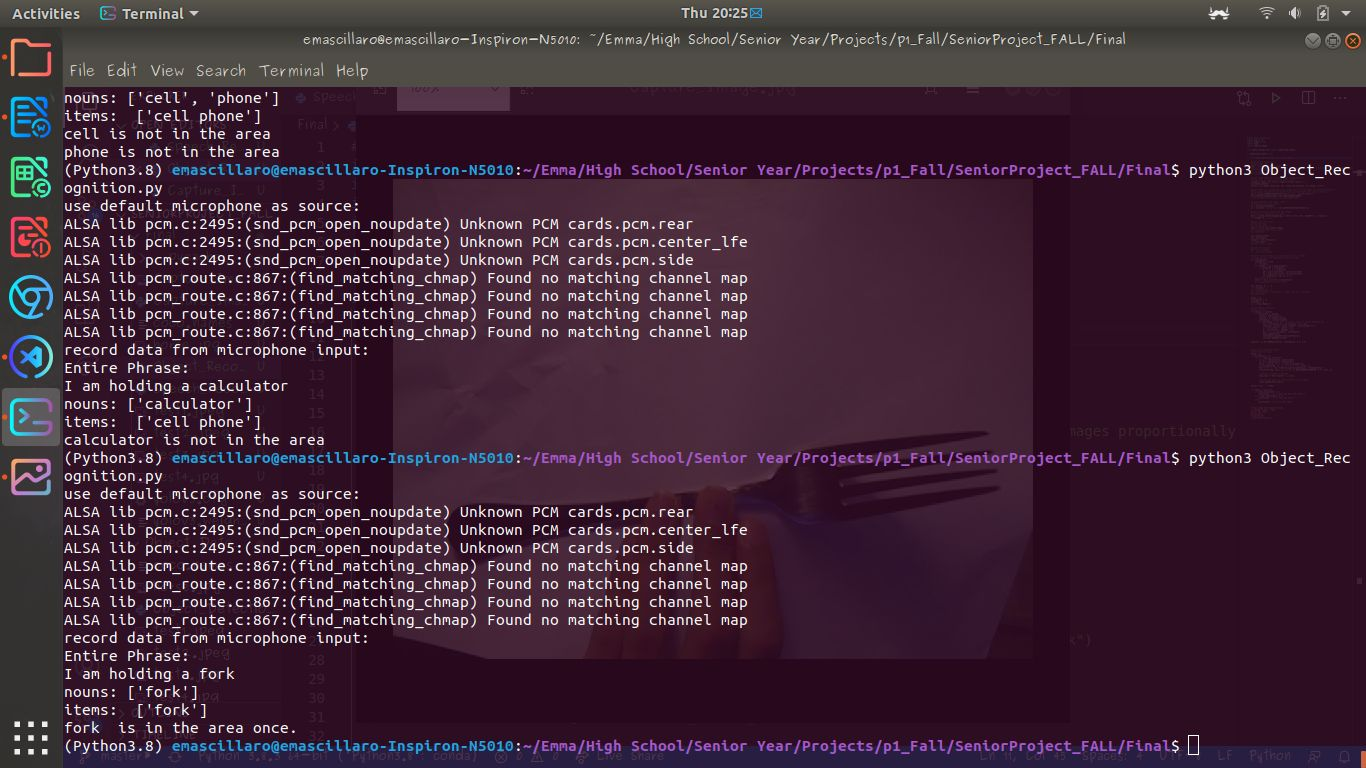 Activities
Terminal
Thu 20:25
emascillaro@emascillaro-Inspiron-N5010: ~/Emma/High School/Senior Year/Projects/p1_Fall/SeniorProject_FALL/Final
File Edit View Search Terminal Help
nouns: ['cell', 'phone']
items:  ['cell phone']
cell is not in the area
phone is not in the area
(Python3.8) emascillaro@emascillaro-Inspiron-N5010:~/Emma/High School/Senior Year/Projects/p1_Fall/SeniorProject_FALL/Final$ python3 Object_Rec
ognition.py
use default microphone as source:
ALSA lib pcm.c:2495:(snd_pcm_open_noupdate) Unknown PCM cards.pcm.rear
ALSA lib pcm.c:2495:(snd_pcm_open_noupdate) Unknown PCM cards.pcm.center_lfe
ALSA lib pcm.c:2495:(snd_pcm_open_noupdate) Unknown PCM cards.pcm.side
ALSA lib pcm_route.c:867:(find_matching_chmap) Found no matching channel map
ALSA lib pcm_route.c:867:(find_matching_chmap) Found no matching channel map
ALSA lib pcm_route.c:867:(find_matching_chmap) Found no matching channel map
ALSA lib pcm_route.c:867:(find_matching_chmap) Found no matching channel map
record data from microphone input:
Entire Phrase:
I am holding a calculator
nouns: ['calculator']
items:  ['cell phone']
calculator is not in the area
(Python3.8) emascillaro@emascillaro-Inspiron-N5010:~/Emma/High School/Senior Year/Projects/p1_Fall/SeniorProject_FALL/Final$ python3 Object_Rec
ognition.py
use default microphone as source:
ALSA lib pcm.c:2495:(snd_pcm_open_noupdate) Unknown PCM cards.pcm.rear
ALSA lib pcm.c:2495:(snd_pcm_open_noupdate) Unknown PCM cards.pcm.center_lfe
ALSA lib pcm.c:2495:(snd_pcm_open_noupdate) Unknown PCM cards.pcm.side
ALSA lib pcm_route.c:867:(find_matching_chmap) Found no matching channel map
ALSA lib pcm_route.c:867:(find_matching_chmap) Found no matching channel map
ALSA lib pcm_route.c:867:(find_matching_chmap) Found no matching channel map
ALSA lib pcm_route.c:867:(find_matching_chmap) Found no matching channel map
record data from microphone input:
Entire Phrase:
I am holding a fork
nouns: ['fork']
items:  ['fork']
fork  is in the area once.
(Python3.8) emascillaro@emascillaro-Inspiron-N5010:~/Emma/High School/Senior Year/Projects/p1_Fall/SeniorProject_FALL/Final$